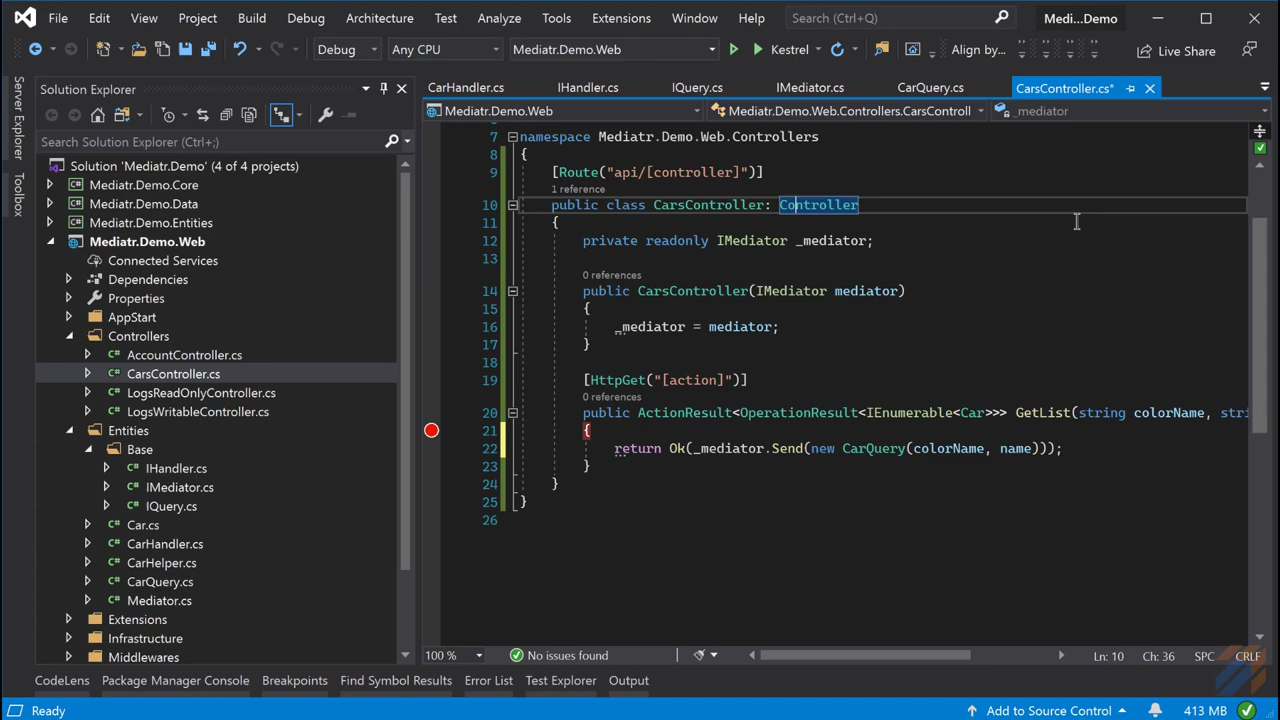 File Edit View Project Build Debug Architecture Test Analyze Tools Extensions Window Help Search (Ctrl+Q) Medi...Demo
Debug Any CPU Mediatr.Demo.Web Kestrel Align by... Live Share
Server Explorer
Toolbox
Solution Explorer
Search Solution Explorer (Ctrl+;)
Solution 'Mediatr.Demo' (4 of 4 projects)
Mediatr.Demo.Core
Mediatr.Demo.Data
Mediatr.Demo.Entities
Mediatr.Demo.Web
Connected Services
Dependencies
Properties
AppStart
Controllers
AccountController.cs
CarsController.cs
LogsReadOnlyController.cs
LogsWritableController.cs
Entities
Base
IHandler.cs
IMediator.cs
IQuery.cs
Car.cs
CarHandler.cs
CarHelper.cs
CarQuery.cs
Mediator.cs
Extensions
Infrastructure
Middlewares
CarHandler.cs IHandler.cs IQuery.cs IMediator.cs CarQuery.cs CarsController.cs*
Mediatr.Demo.Web Mediatr.Demo.Web.Controllers.CarsControll _mediator
7 namespace Mediatr.Demo.Web.Controllers
8 {
9 [Route("api/[controller]")]
1 reference
10 public class CarsController: Controller
11 {
12 private readonly IMediator _mediator;
13
0 references
14 public CarsController(IMediator mediator)
15 {
16 _mediator = mediator;
17 }
18
19 [HttpGet("[action]")]
0 references
20 public ActionResult<OperationResult<IEnumerable<Car>>> GetList(string colorName, stri
21 {
22 return Ok(_mediator.Send(new CarQuery(colorName, name)));
23 }
24 }
25 }
26
100 % No issues found Ln: 10 Ch: 36 SPC CRLF
CodeLens Package Manager Console Breakpoints Find Symbol Results Error List Test Explorer Output
Ready Add to Source Control 413 MB